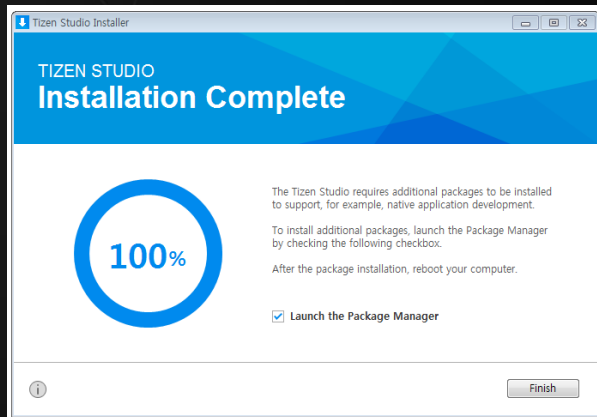 Tizen Studio Installer
TIZEN STUDIO
Installation Complete
100%
The Tizen Studio requires additional packages to be installed
to support, for example, native application development.
To install additional packages, launch the Package Manager
by checking the following checkbox.
After the package installation, reboot your computer.
Launch the Package Manager
Finish